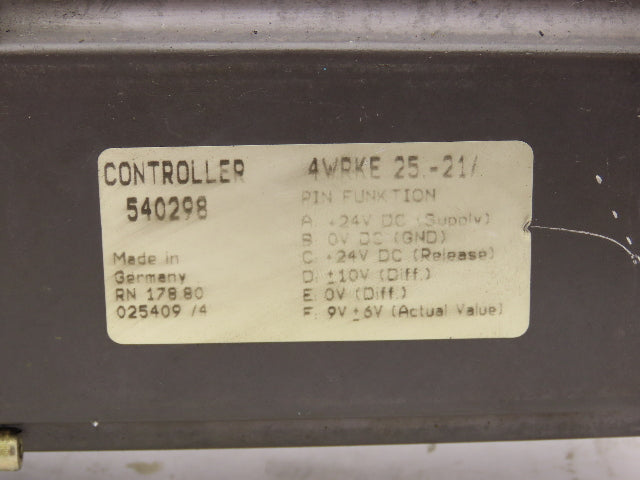 CONTROLLER
540298
Made in
Germany
RN 178.80
025409 /4
4WRKE 25.-21/
PIN FUNKTION
A: +24V DC (Supply)
B: 0V DC (GND)
C: +24V DC (Release)
D: ±10V (Diff.)
E: 0V (Diff.)
F: 9V ±6V (Actual Value)